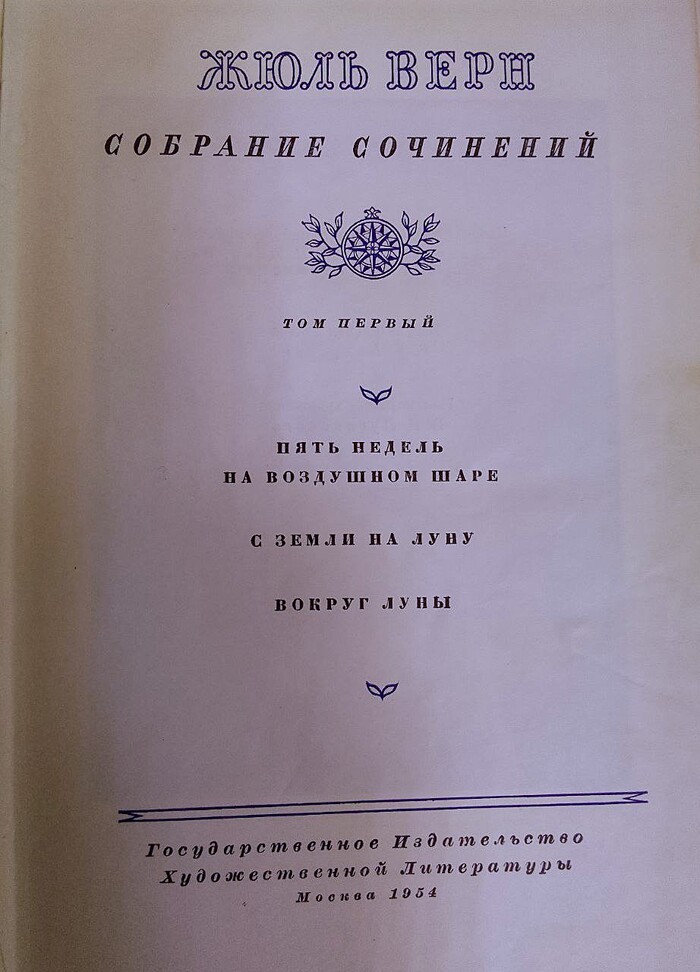 ЖЮЛЬ ВЕРН
СОБРАНИЕ СОЧИНЕНИЙ
ТОМ ПЕРВЫЙ
ПЯТЬ НЕДЕЛЬ
НА ВОЗДУШНОМ ШАРЕ
С ЗЕМЛИ НА ЛУНУ
ВОКРУГ ЛУНЫ
Государственное Издательство
Художественной Литературы
Москва 1954